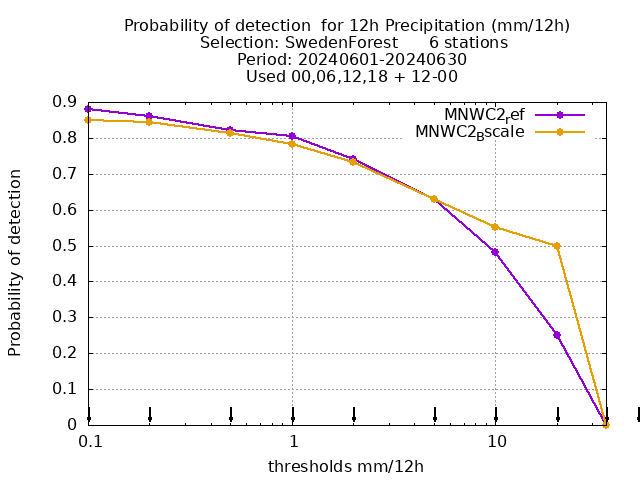 Probability of detection  for 12h Precipitation (mm/12h)
Selection: SwedenForest      6 stations
Period: 20240601-20240630
Used 00,06,12,18 + 12-00
MNWC2_ref
MNWC2_Bscale
Probability of detection
0.9
0.8
0.7
0.6
0.5
0.4
0.3
0.2
0.1
0
0.1 1 10
thresholds mm/12h